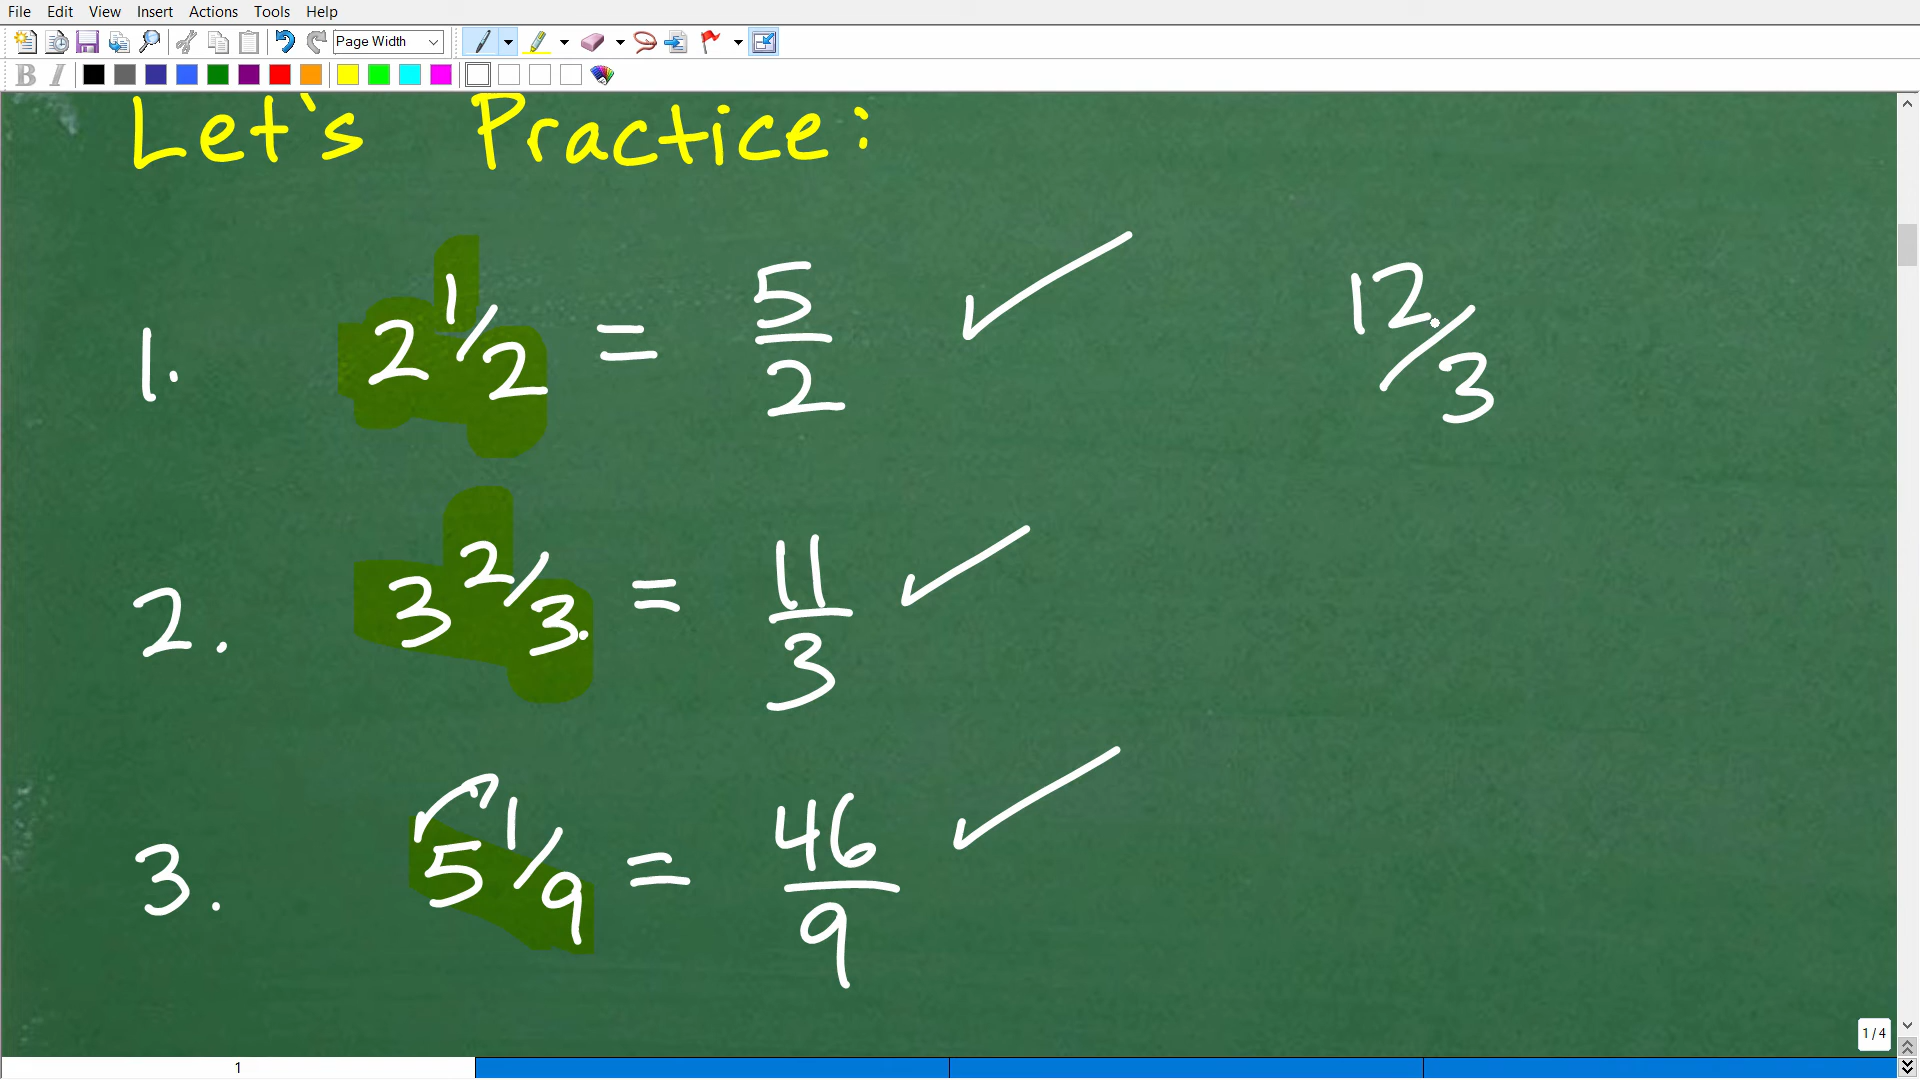 File Edit View Insert Actions Tools Help
Page Width
B I
Let's Practice:
1. 2 1/2 = 5/2 ✓ 12/3
2. 3 2/3. = 11/3 ✓
3. 5 1/9 = 46/9 ✓
1 / 4
1